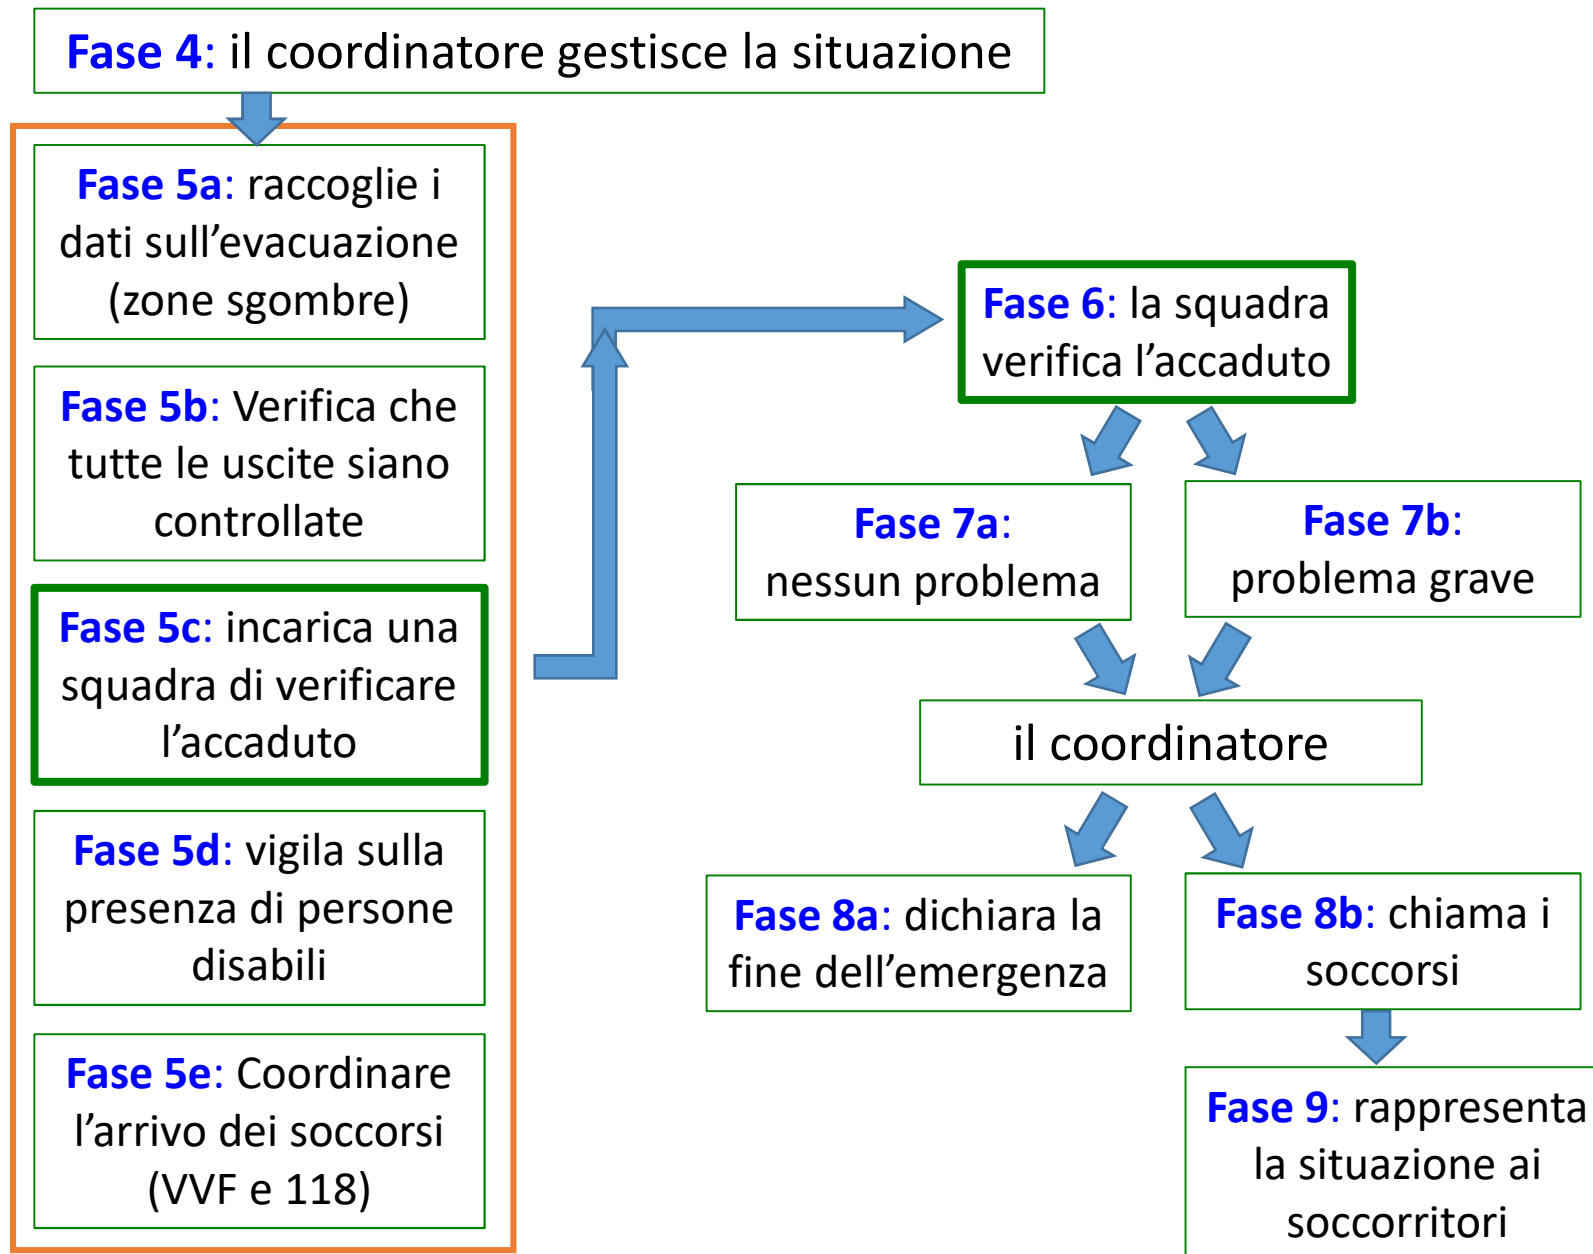 Fase 4: il coordinatore gestisce la situazione
Fase 5a: raccoglie i
dati sull’evacuazione
(zone sgombre)
Fase 5b: Verifica che
tutte le uscite siano
controllate
Fase 5c: incarica una
squadra di verificare
l’accaduto
Fase 5d: vigila sulla
presenza di persone
disabili
Fase 5e: Coordinare
l’arrivo dei soccorsi
(VVF e 118)
Fase 6: la squadra
verifica l’accaduto
Fase 7a:
nessun problema
Fase 7b:
problema grave
il coordinatore
Fase 8a: dichiara la
fine dell’emergenza
Fase 8b: chiama i
soccorsi
Fase 9: rappresenta
la situazione ai
soccorritori